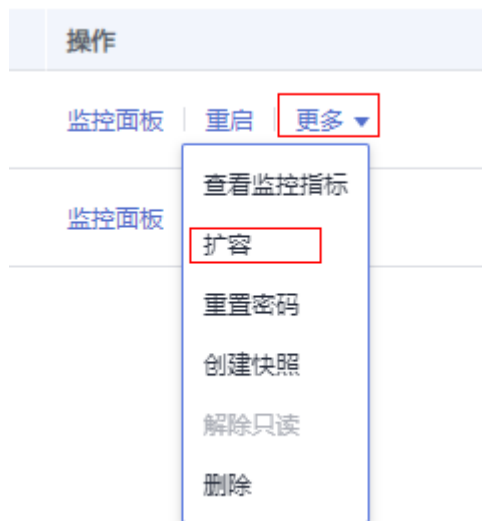 操作
监控面板 重启 更多
查看监控指标
监控面板
扩容
重置密码
创建快照
解除只读
删除